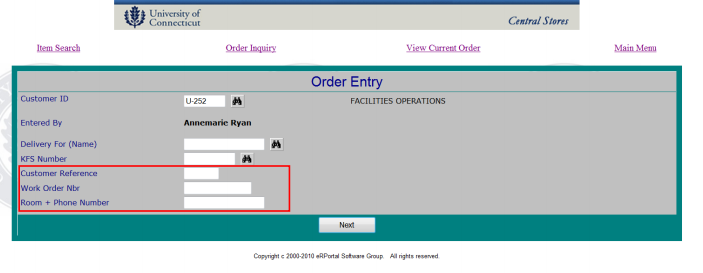 University of
Connecticut
Central Stores
Item Search Order Inquiry View Current Order Main Menu
Order Entry
Customer ID U-252 FACILITIES OPERATIONS
Entered By Annemarie Ryan
Delivery For (Name)
KFS Number
Customer Reference
Work Order Nbr
Room + Phone Number
Next
Copyright c 2000-2010 eRPortal Software Group. All rights reserved.